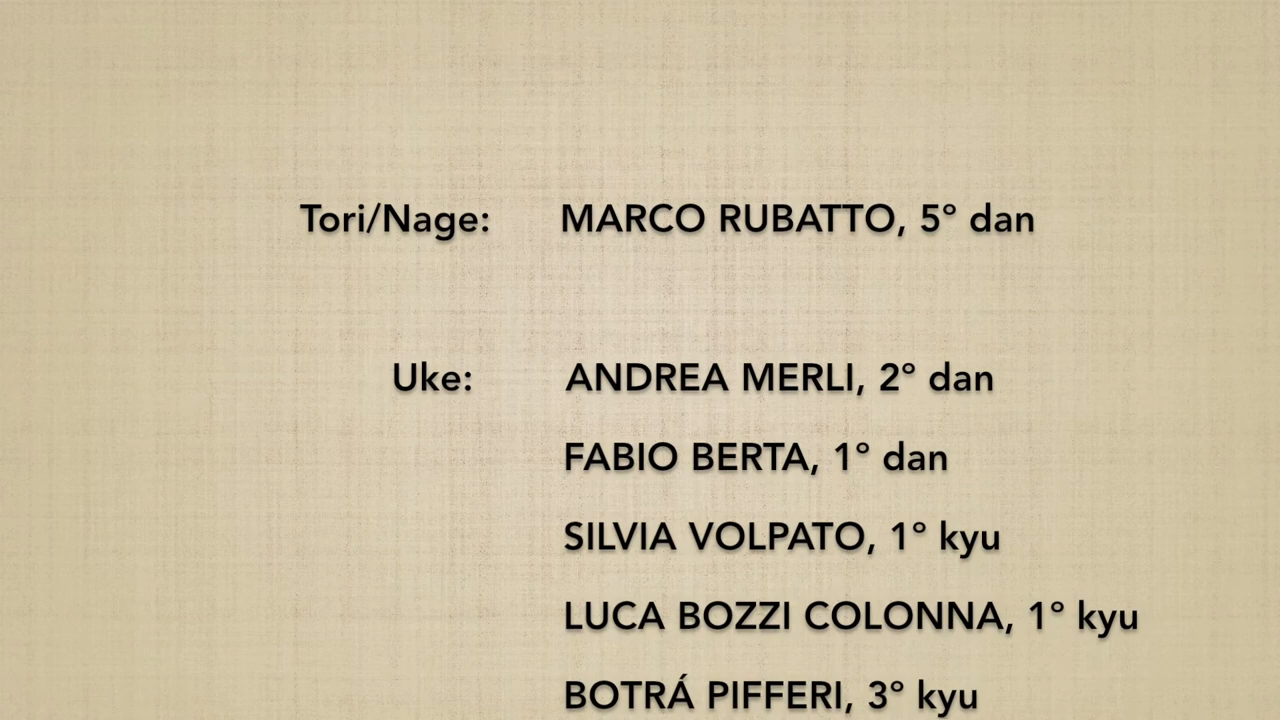 Tori/Nage: MARCO RUBATTO, 5° dan
Uke: ANDREA MERLI, 2° dan
FABIO BERTA, 1° dan
SILVIA VOLPATO, 1° kyu
LUCA BOZZI COLONNA, 1° kyu
BOTRÁ PIFFERI, 3° kyu